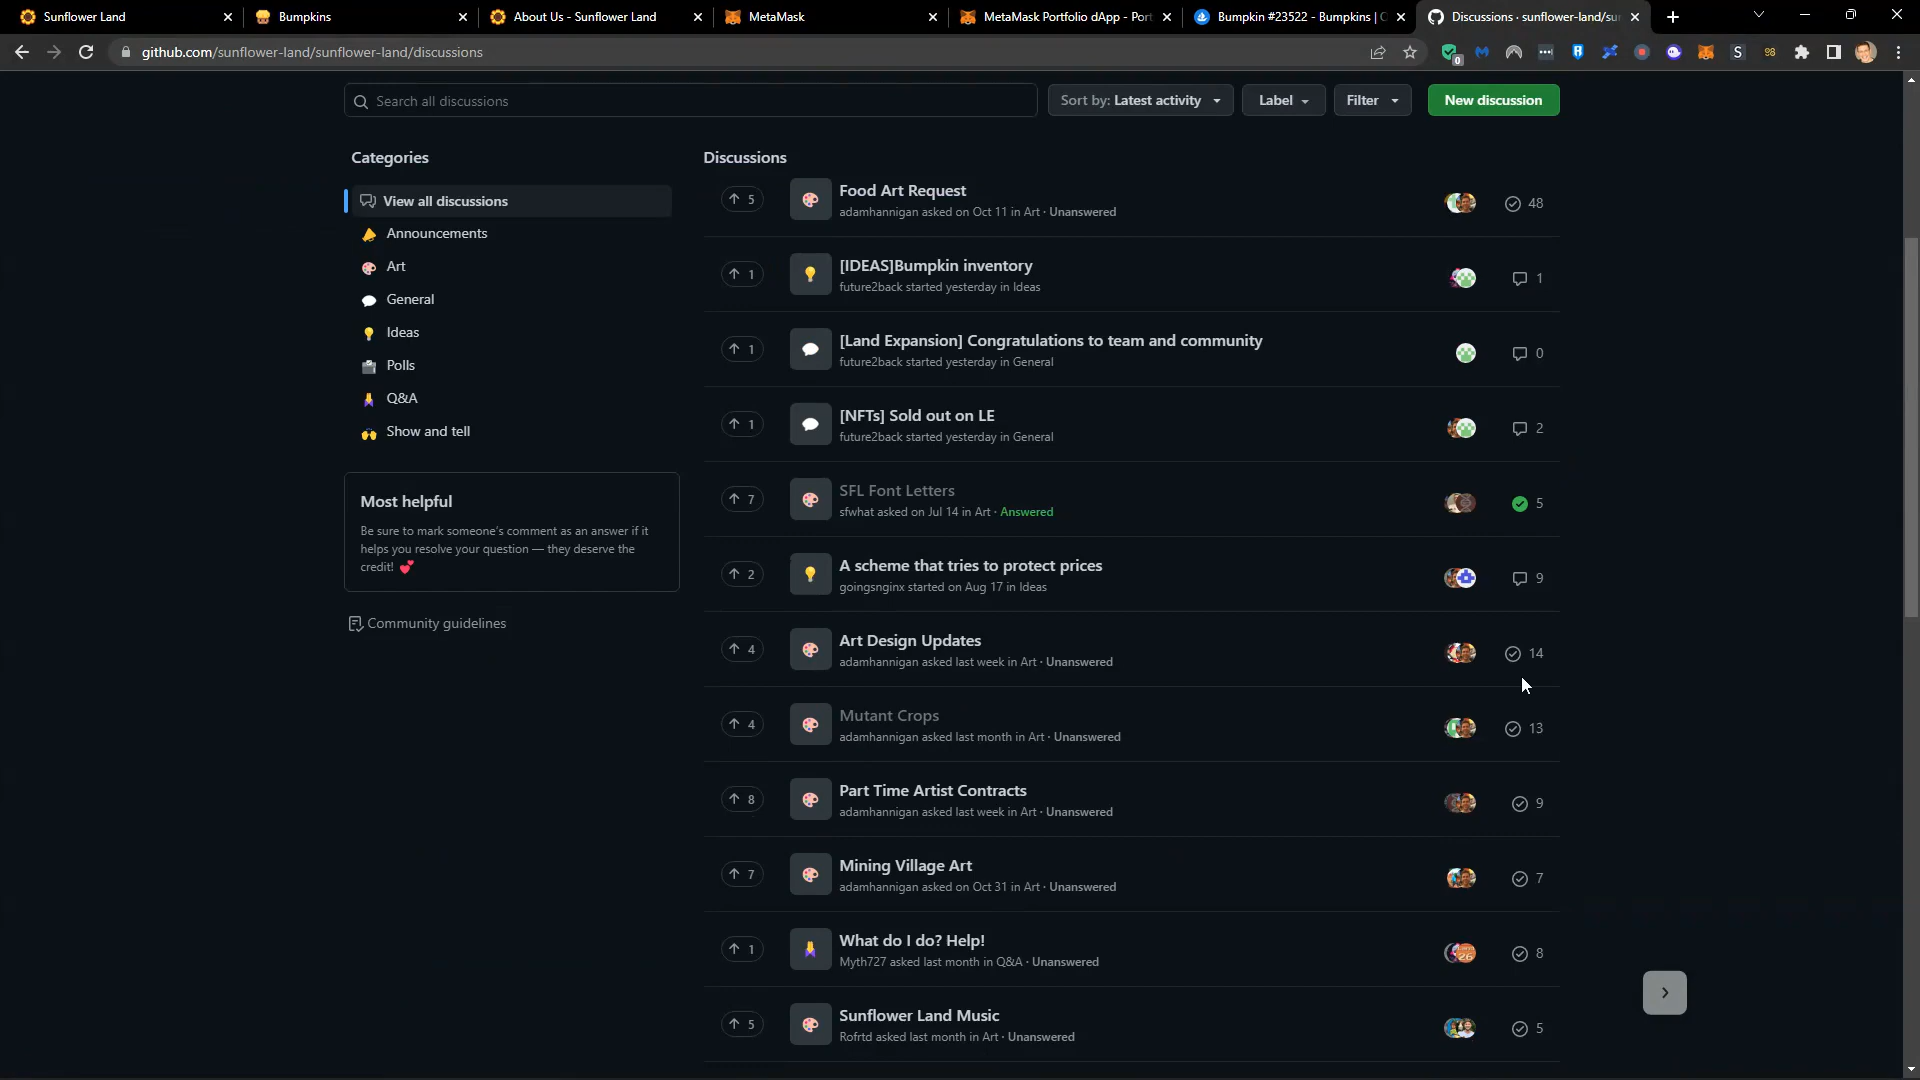 Sunflower Land
Bumpkins
About Us - Sunflower Land
MetaMask
MetaMask Portfolio dApp - Port
Bumpkin #23522 - Bumpkins | C
Discussions · sunflower-land/su
github.com/sunflower-land/sunflower-land/discussions
0
S
98
Search all discussions
Sort by: Latest activity
Label
Filter
New discussion
Categories
View all discussions
Announcements
Art
General
Ideas
Polls
Q&A
Show and tell
Most helpful
Be sure to mark someone's comment as an answer if it
helps you resolve your question — they deserve the
credit! 💕
Community guidelines
Discussions
5
Food Art Request
adamhannigan asked on Oct 11 in Art · Unanswered
48
1
[IDEAS]Bumpkin inventory
future2back started yesterday in Ideas
1
1
[Land Expansion] Congratulations to team and community
future2back started yesterday in General
0
1
[NFTs] Sold out on LE
future2back started yesterday in General
2
7
SFL Font Letters
sfwhat asked on Jul 14 in Art · Answered
5
2
A scheme that tries to protect prices
goingsnginx started on Aug 17 in Ideas
9
4
Art Design Updates
adamhannigan asked last week in Art · Unanswered
14
4
Mutant Crops
adamhannigan asked last month in Art · Unanswered
13
8
Part Time Artist Contracts
adamhannigan asked last week in Art · Unanswered
9
7
Mining Village Art
adamhannigan asked on Oct 31 in Art · Unanswered
7
1
What do I do? Help!
Myth727 asked last month in Q&A · Unanswered
8
5
Sunflower Land Music
Rofrtd asked last month in Art · Unanswered
5